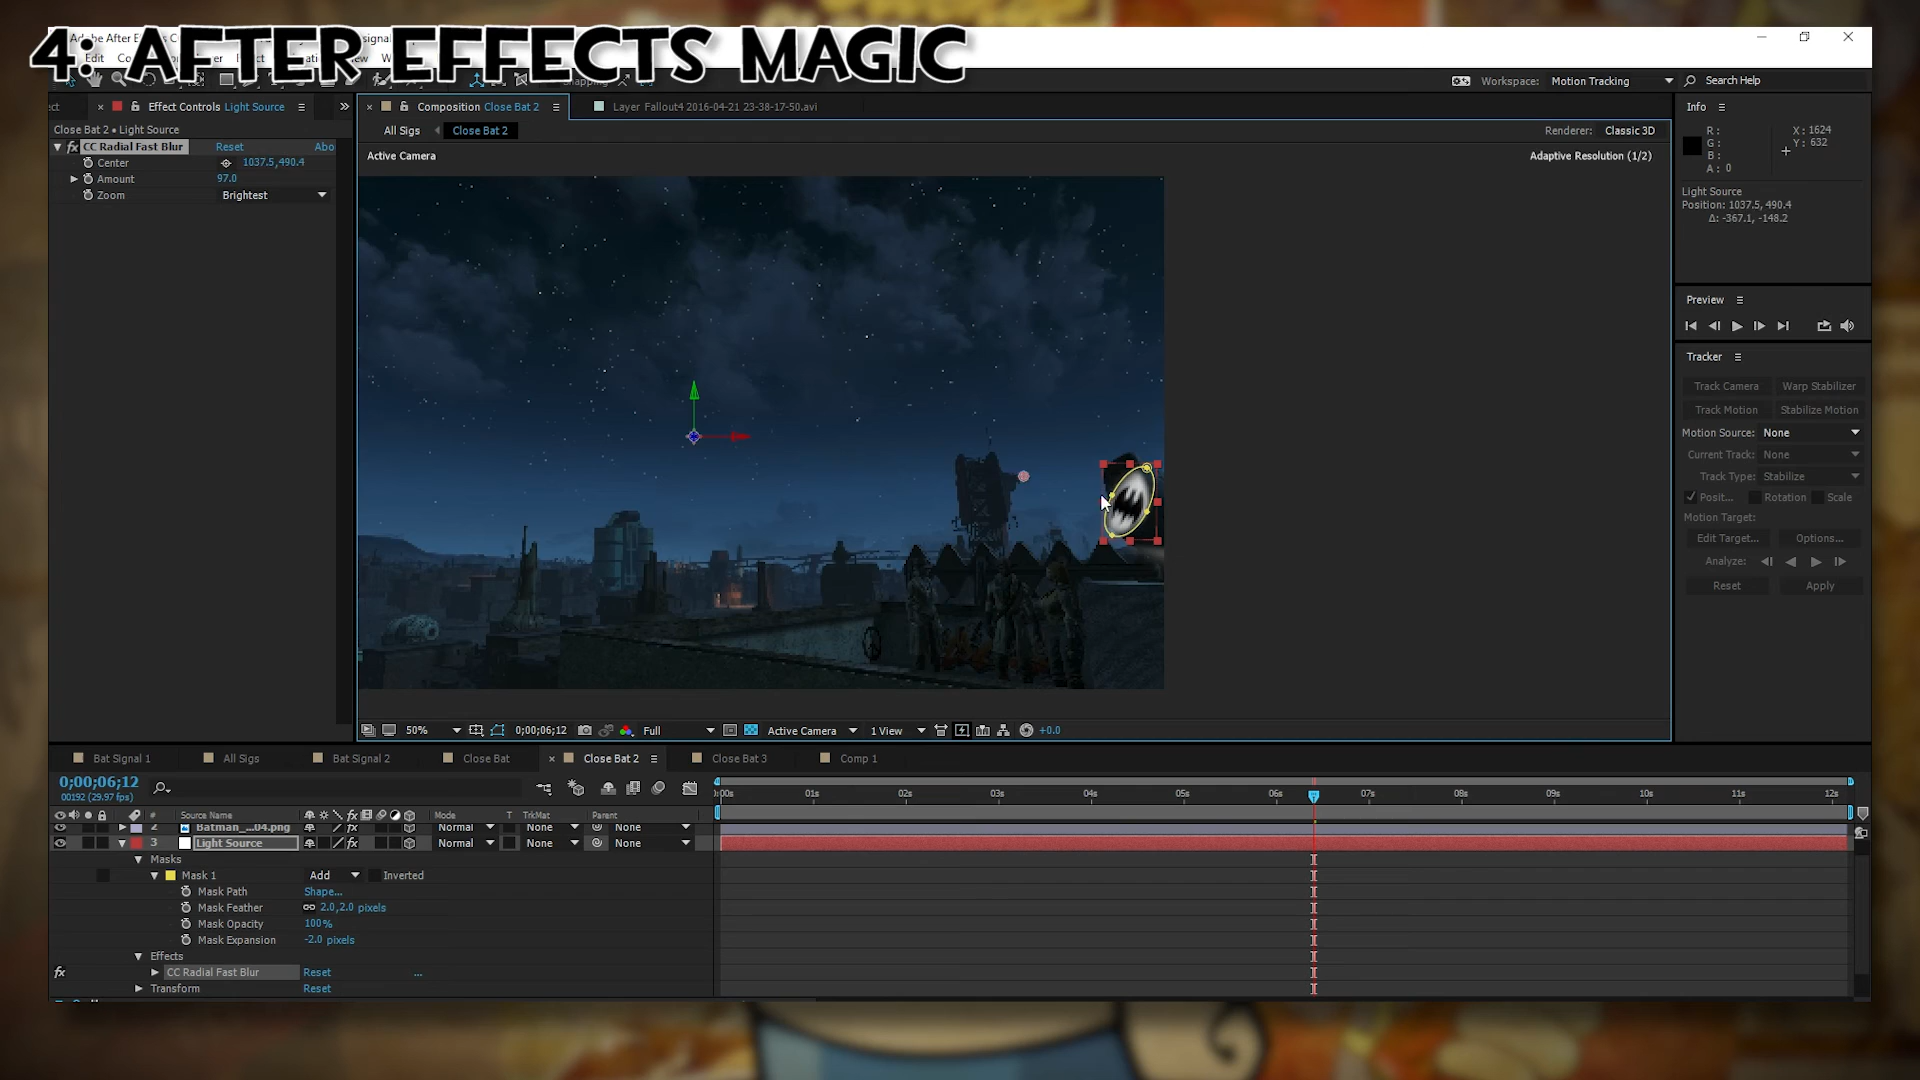 4: AFTER EFFECTS MAGIC
Adobe After Effects C
signal
Edit
Co
Snapping
Workspace: Motion Tracking
Search Help
ect
Effect Controls Light Source
Composition Close Bat 2
Layer Fallout4 2016-04-21 23-38-17-50.avi
Info
Close Bat 2 • Light Source
All Sigs
Close Bat 2
Renderer: Classic 3D
R:
G:
B:
A: 0
X: 1624
Y: 632
fx CC Radial Fast Blur Reset Abo
Center 1037.5,490.4
Amount 97.0
Zoom Brightest
Active Camera
Adaptive Resolution (1/2)
Light Source
Position: 1037.5, 490.4
Δ: -367.1, -148.2
Preview
Tracker
Track Camera Warp Stabilizer
Track Motion Stabilize Motion
Motion Source: None
Current Track: None
Track Type: Stabilize
Posit... Rotation Scale
Motion Target:
Edit Target... Options...
Analyze:
Reset Apply
50% 0;00;06;12 Full Active Camera 1 View +0.0
Bat Signal 1
All Sigs
Bat Signal 2
Close Bat
Close Bat 2
Close Bat 3
Comp 1
0;00;06;12
00192 (29.97 fps)
:00s 01s 02s 03s 04s 05s 06s 07s 08s 09s 10s 11s 12s
# Source Name fx Mode T TrkMat Parent
2 Batman_...04.png Normal None None
3 Light Source fx Normal None None
Masks
Mask 1 Add Inverted
Mask Path Shape...
Mask Feather 2.0,2.0 pixels
Mask Opacity 100%
Mask Expansion -2.0 pixels
Effects
fx CC Radial Fast Blur Reset ...
Transform Reset